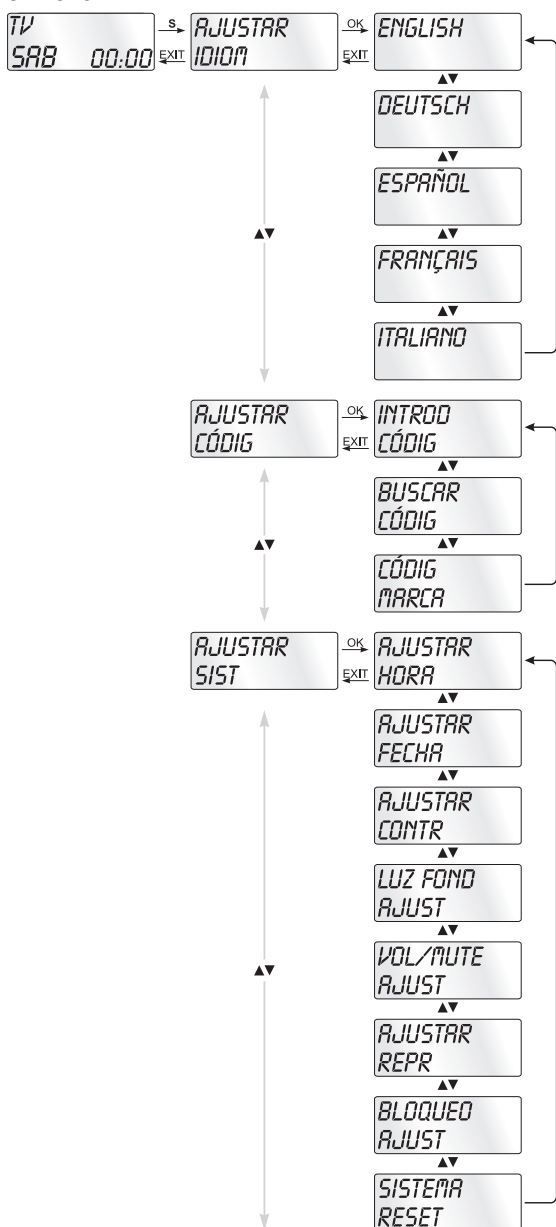 TV
SAB 00:00
S
EXIT
AJUSTAR
IDIOM
OK
EXIT
ENGLISH
▲▼
DEUTSCH
▲▼
ESPAÑOL
▲▼
▲▼
FRANÇAIS
▲▼
ITALIANO
AJUSTAR
CÓDIG
OK
EXIT
INTROD
CÓDIG
▲▼
BUSCAR
CÓDIG
▲▼
▲▼
CÓDIG
MARCA
AJUSTAR
SIST
OK
EXIT
AJUSTAR
HORA
▲▼
AJUSTAR
FECHA
▲▼
AJUSTAR
CONTR
▲▼
LUZ FOND
AJUST
▲▼
VOL/MUTE
AJUST
▲▼
▲▼
AJUSTAR
REPR
▲▼
BLOQUEO
AJUST
▲▼
SISTEMA
RESET